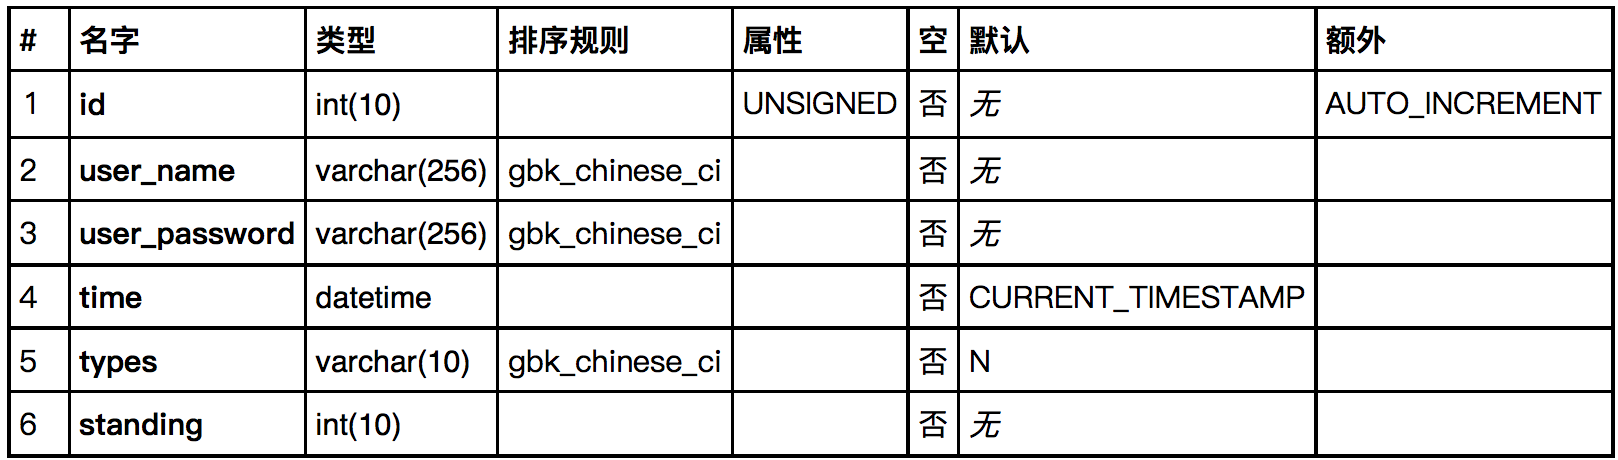 # 名字 类型 排序规则 属性 空 默认 额外
1 id int(10) UNSIGNED 否 无 AUTO_INCREMENT
2 user_name varchar(256) gbk_chinese_ci 否 无
3 user_password varchar(256) gbk_chinese_ci 否 无
4 time datetime 否 CURRENT_TIMESTAMP
5 types varchar(10) gbk_chinese_ci 否 N
6 standing int(10) 否 无